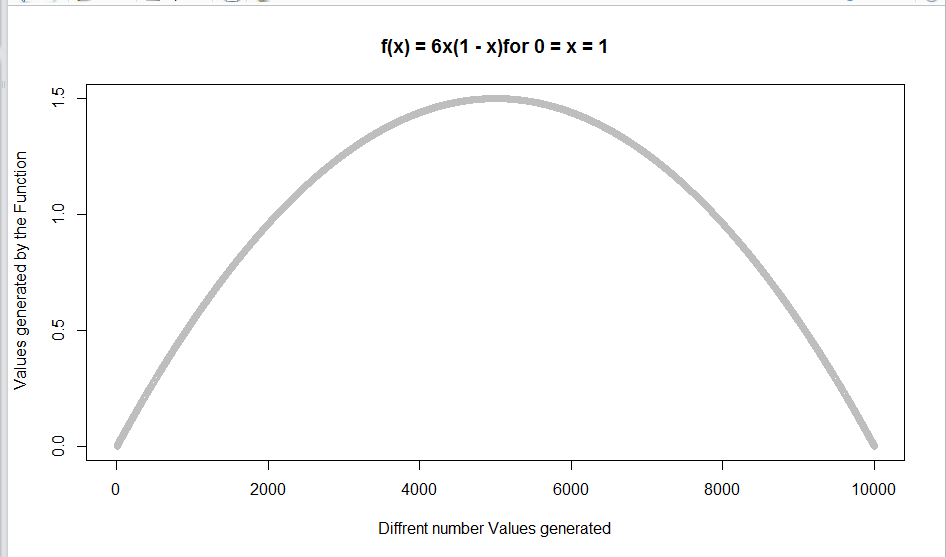 f(x) = 6x(1 - x)for 0 = x = 1
Values generated by the Function
1.5
1.0
0.5
0.0
0 2000 4000 6000 8000 10000
Diffrent number Values generated